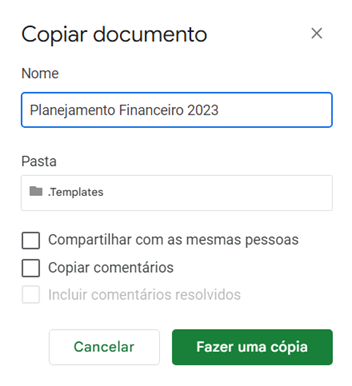 Copiar documento
Nome
Planejamento Financeiro 2023
Pasta
.Templates
Compartilhar com as mesmas pessoas
Copiar comentários
Incluir comentários resolvidos
Cancelar
Fazer uma cópia